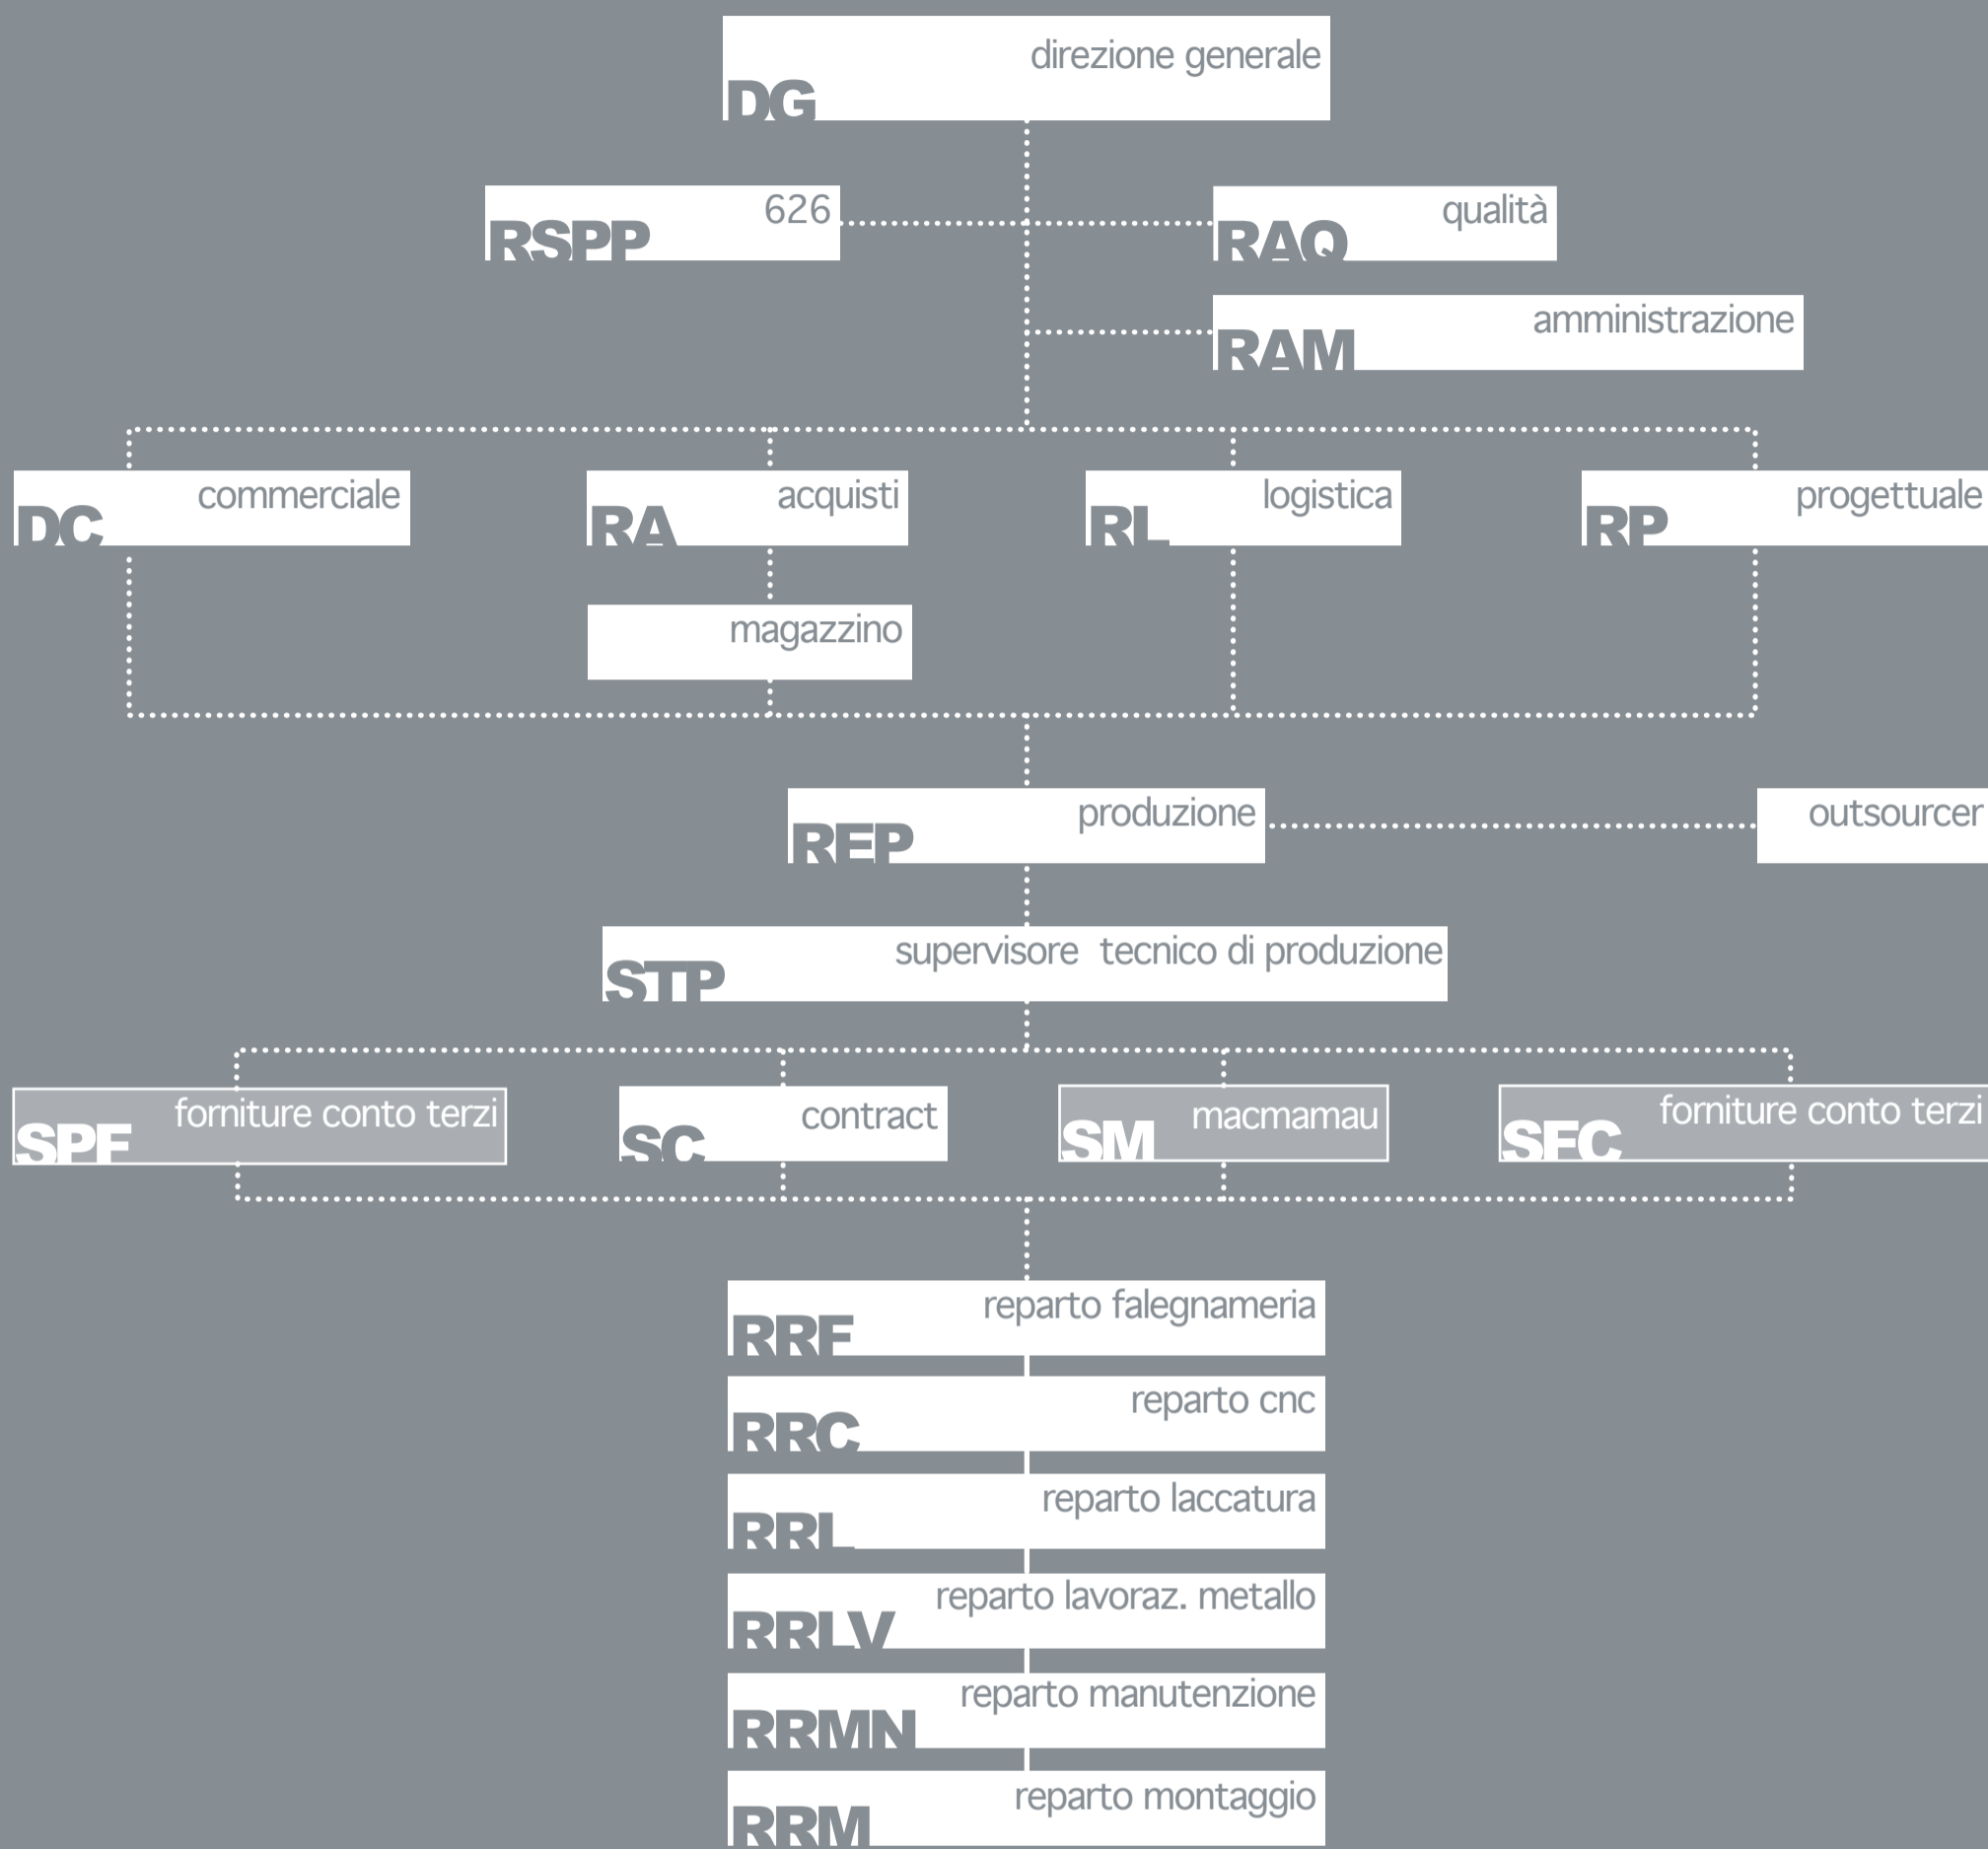 direzione generale
DG
626
RSPP
qualità
RAQ
amministrazione
RAM
commerciale
DC
acquisti
RA
logistica
RL
progettuale
RP
magazzino
produzione
REP
outsourcer
supervisore tecnico di produzione
STP
forniture conto terzi
SPF
contract
SC
macmamau
SM
forniture conto terzi
SFC
reparto falegnameria
RRF
reparto cnc
RRC
reparto laccatura
RRL
reparto lavoraz. metallo
RRLV
reparto manutenzione
RRMN
reparto montaggio
RRM